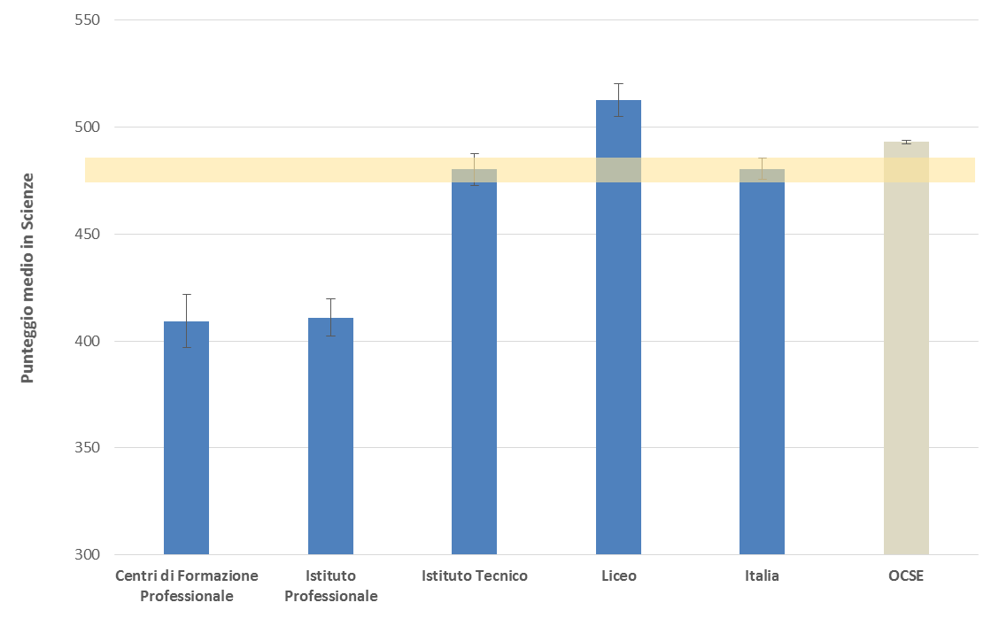 550
500
450
400
350
300
Punteggio medio in Scienze
Centri di Formazione
Professionale
Istituto
Professionale
Istituto Tecnico
Liceo
Italia
OCSE